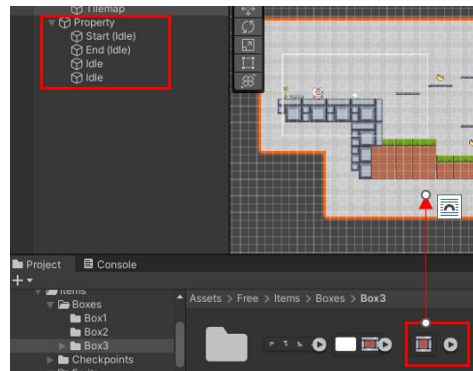 Tilemap
Property
Start (Idle)
End (Idle)
Idle
Idle
Project
Console
Items
Assets > Free > Items > Boxes > Box3
Boxes
Box1
Box2
Box3
Checkpoints